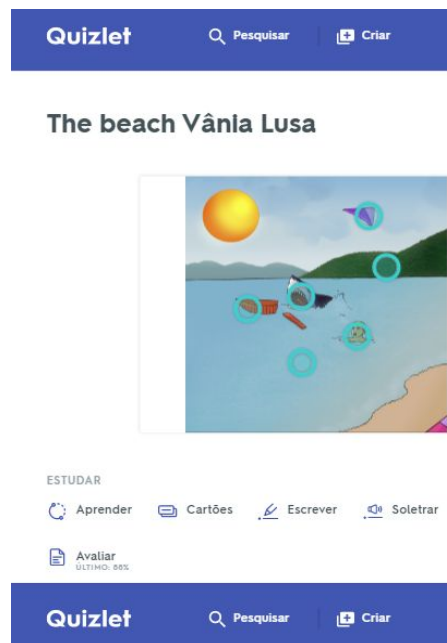 Quizlet Pesquisar Criar
The beach Vânia Lusa
ESTUDAR
Aprender Cartões Escrever Soletrar
Avaliar
ÚLTIMO: 86%
Quizlet Pesquisar Criar